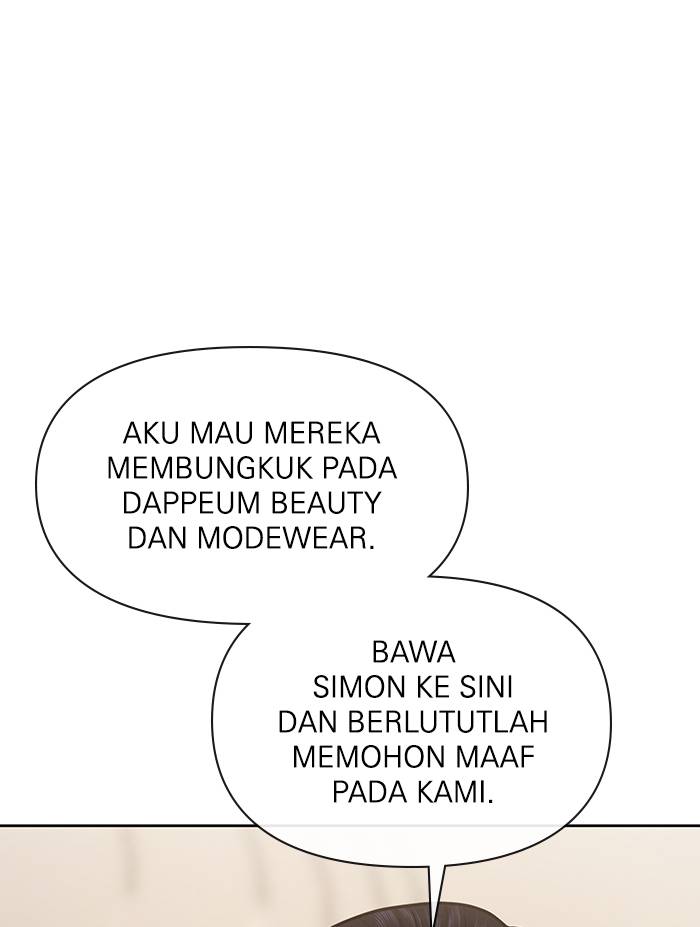 AKU MAU MEREKA
MEMBUNGKUK PADA
DAPPEUM BEAUTY
DAN MODEWEAR.
BAWA
SIMON KE SINI
DAN BERLUTUTLAH
MEMOHON MAAF
PADA KAMI.